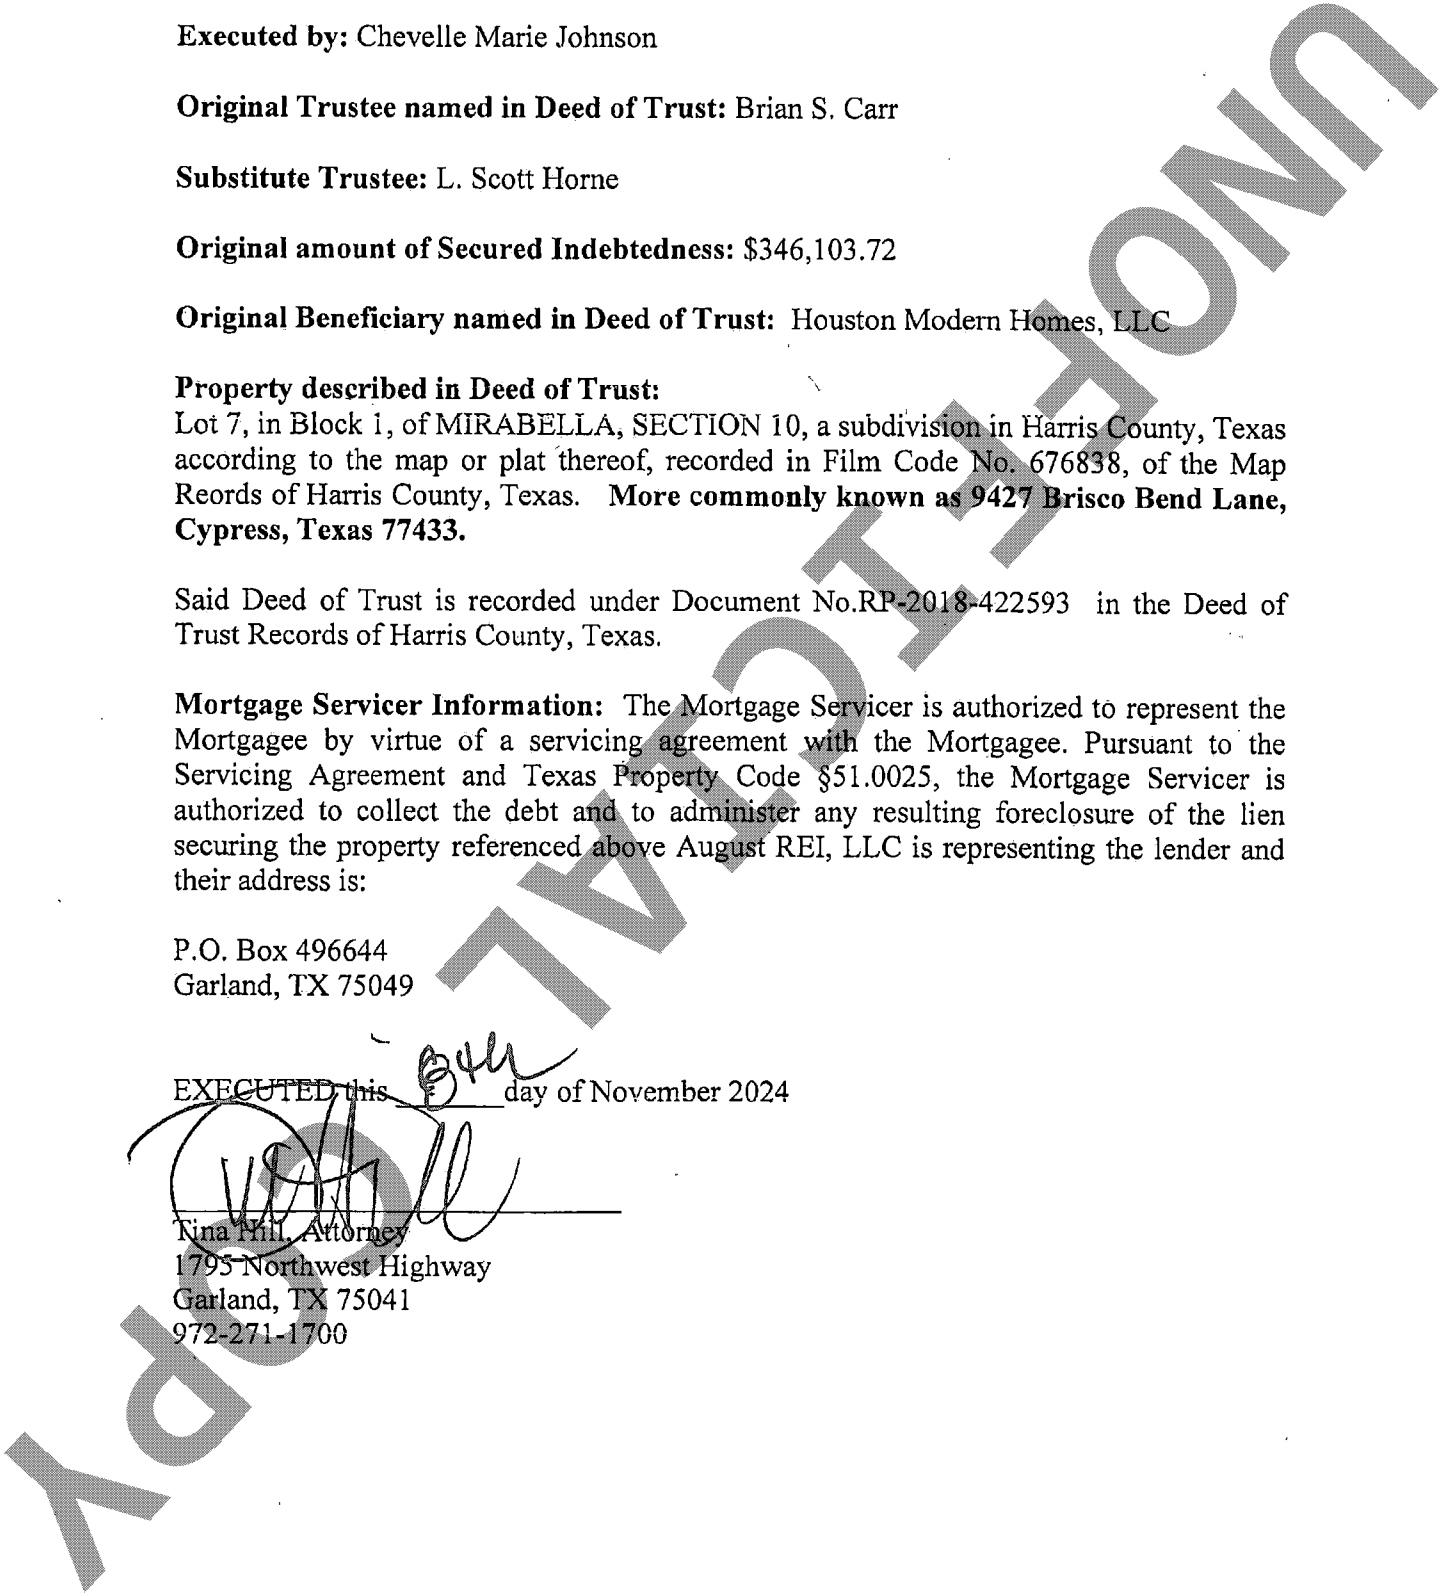 Executed by: Chevelle Marie Johnson
Original Trustee named in Deed of Trust: Brian S. Carr
Substitute Trustee: L. Scott Horne
Original amount of Secured Indebtedness: $346,103.72
Original Beneficiary named in Deed of Trust: Houston Modern Homes, LLC
Property described in Deed of Trust:
Lot 7, in Block 1, of MIRABELLA, SECTION 10, a subdivision in Harris County, Texas
according to the map or plat thereof, recorded in Film Code No. 676838, of the Map
Reords of Harris County, Texas. More commonly known as 9427 Brisco Bend Lane,
Cypress, Texas 77433.
Said Deed of Trust is recorded under Document No.RP-2018-422593 in the Deed of
Trust Records of Harris County, Texas.
Mortgage Servicer Information: The Mortgage Servicer is authorized to represent the
Mortgagee by virtue of a servicing agreement with the Mortgagee. Pursuant to the
Servicing Agreement and Texas Property Code §51.0025, the Mortgage Servicer is
authorized to collect the debt and to administer any resulting foreclosure of the lien
securing the property referenced above August REI, LLC is representing the lender and
their address is:
P.O. Box 496644
Garland, TX 75049
EXECUTED this day of November 2024
Tina Hill, Attorney
1795 Northwest Highway
Garland, TX 75041
972-271-1700
UNOFFICIAL COPY